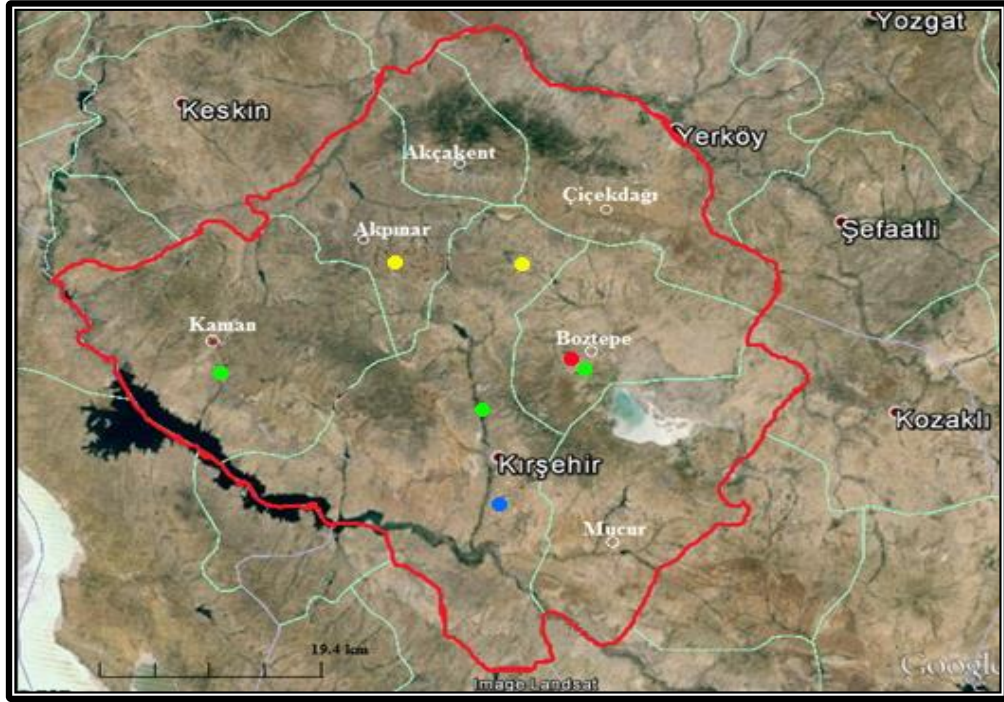 Yozgat
Keskin
Yerköy
Akçakent
Çiçekdağı
Şefaatli
Akpınar
Kaman
Boztepe
Kozaklı
Kırşehir
Mucur
19.4 km
Google
Image Landsat